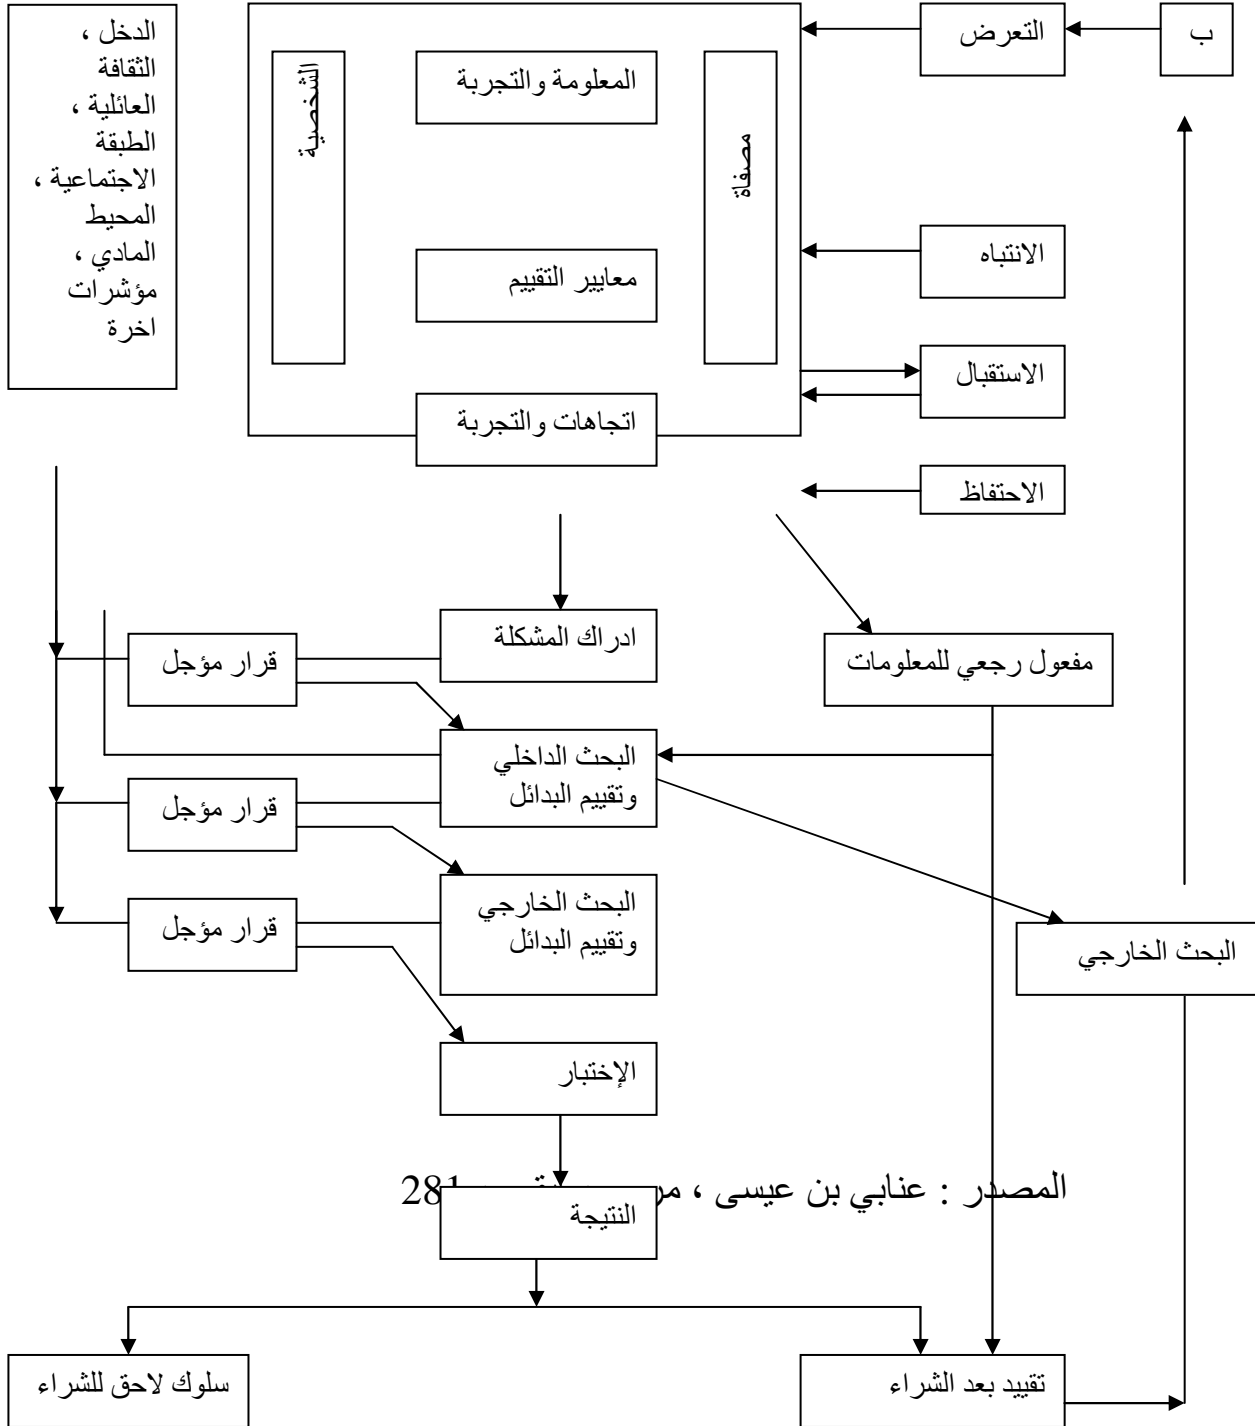 ب
التعرض
الانتباه
الاستقبال
الاحتفاظ
مصفاة
المعلومة والتجربة
معايير التقييم
اتجاهات والتجربة
الشخصية
الدخل ،
الثقافة
العائلية ،
الطبقة
الاجتماعية ،
المحيط
المادي ،
مؤشرات
اخرة
ادراك المشكلة
قرار مؤجل
مفعول رجعي للمعلومات
البحث الداخلي
وتقييم البدائل
قرار مؤجل
البحث الخارجي
وتقييم البدائل
قرار مؤجل
البحث الخارجي
الإختبار
المصدر : عنابي بن عيسى ،
النتيجة
تقييد بعد الشراء
سلوك لاحق للشراء